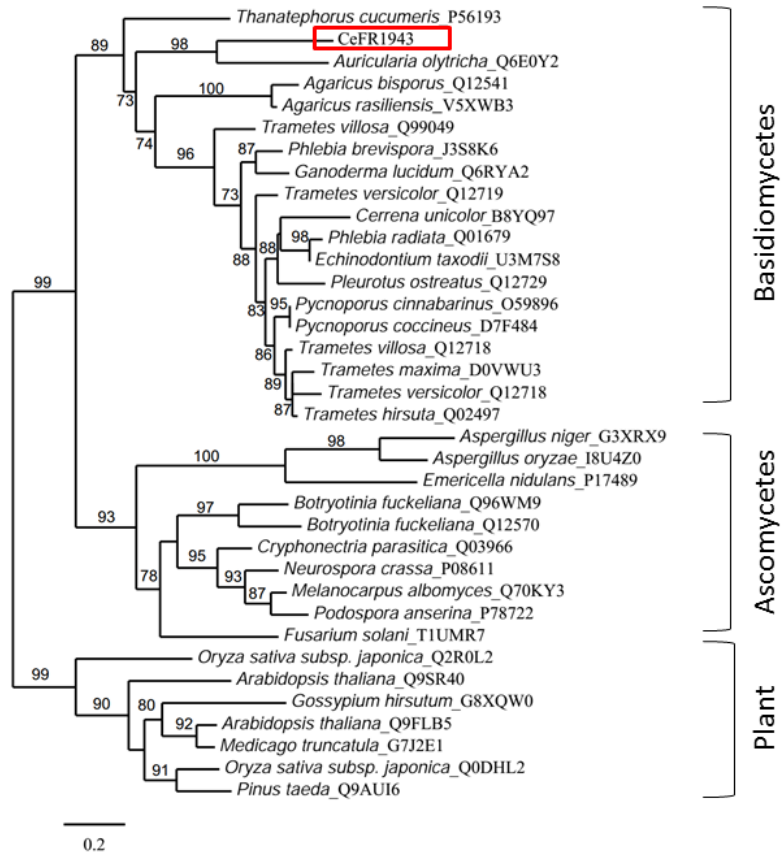 Thanatephorus cucumeris_P56193
89
CeFR1943
98
Auricularia olytricha_Q6E0Y2
73
Agaricus bisporus_Q12541
100
Agaricus rasiliensis_V5XWB3
74
Trametes villosa_Q99049
96
Phlebia brevispora_J3S8K6
87
Ganoderma lucidum_Q6RYA2
73
Trametes versicolor_Q12719
Cerrena unicolor_B8YQ97
98
Phlebia radiata_Q01679
88
88
Echinodontium taxodii_U3M7S8
Pleurotus ostreatus_Q12729
99
95
Pycnoporus cinnabarinus_O59896
83
Pycnoporus coccineus_D7F484
Trametes villosa_Q12718
86
Trametes maxima_D0VWU3
89
Trametes versicolor_Q12718
87
Trametes hirsuta_Q02497
Basidiomycetes
Aspergillus niger_G3XRX9
98
Aspergillus oryzae_I8U4Z0
100
Emericella nidulans_P17489
Botryotinia fuckeliana_Q96WM9
97
93
Botryotinia fuckeliana_Q12570
Cryphonectria parasitica_Q03966
95
Neurospora crassa_P08611
93
78
Melanocarpus albomyces_Q70KY3
87
Podospora anserina_P78722
Fusarium solani_T1UMR7
Ascomycetes
Oryza sativa subsp. japonica_Q2R0L2
99
Arabidopsis thaliana_Q9SR40
90
Gossypium hirsutum_G8XQW0
80
Arabidopsis thaliana_Q9FLB5
92
Medicago truncatula_G7J2E1
Oryza sativa subsp. japonica_Q0DHL2
91
Pinus taeda_Q9AUI6
Plant
0.2